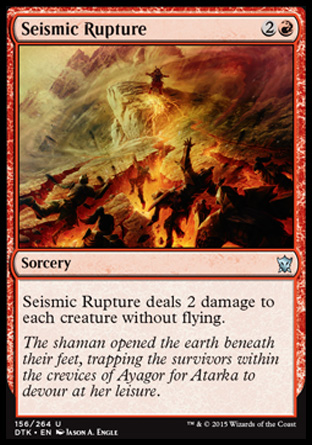 Seismic Rupture 2
Sorcery
Seismic Rupture deals 2 damage to
each creature without flying.
The shaman opened the earth beneath
their feet, trapping the survivors within
the crevices of Ayagor for Atarka to
devour at her leisure.
156/264 U
DTK • EN Jason A. Engle
™ & © 2015 Wizards of the Coast